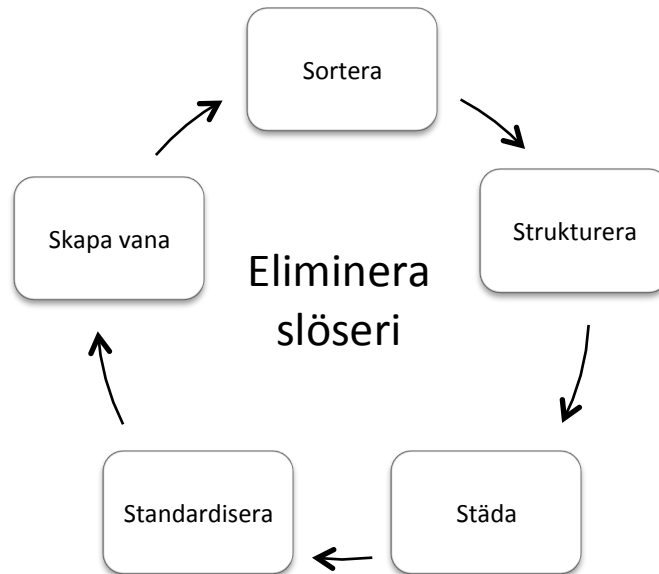 Sortera
Strukturera
Städa
Standardisera
Skapa vana
Eliminera
slöseri